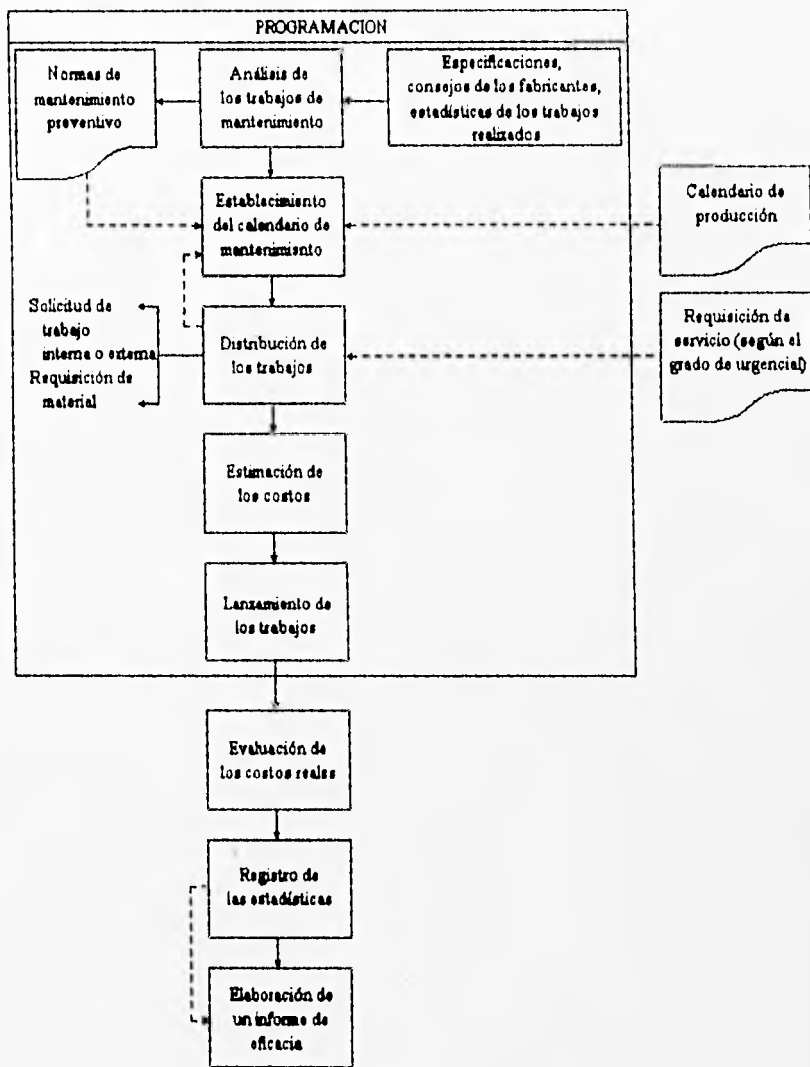 PROGRAMACION
Normas de
mantenimiento
preventivo
Análisis de
los trabajos de
mantenimiento
Especificaciones,
consejos de los fabricantes,
estadísticas de los trabajos
realizados
Establecimiento
del calendario de
mantenimiento
Calendario de
producción
Solicitud de
trabajo
interna o externa
Requisición de
material
Distribución de
los trabajos
Requisición de
servicio (según el
grado de urgencial)
Estimación de
los costos
Lanzamiento de
los trabajos
Evaluación de
los costos reales
Registro de
las estadísticas
Elaboración de
un informe de
eficacia